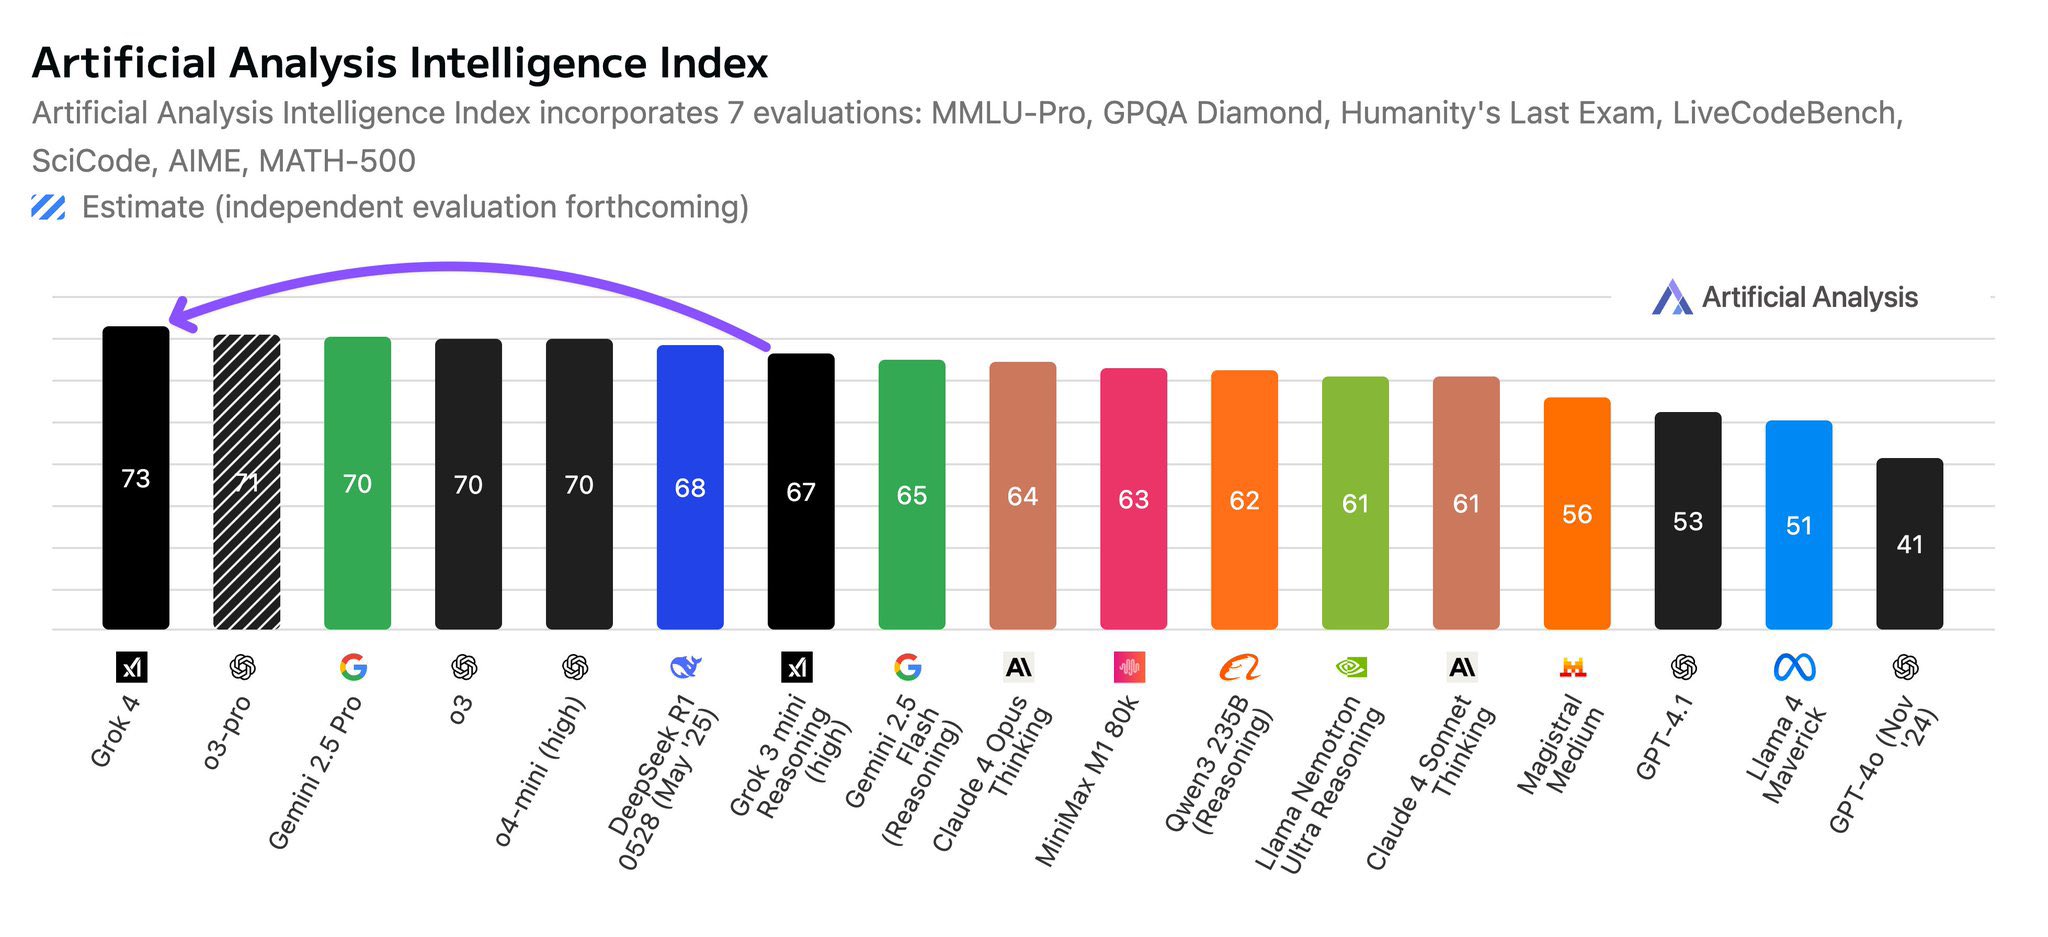 Artificial Analysis Intelligence Index
Artificial Analysis Intelligence Index incorporates 7 evaluations: MMLU-Pro, GPQA Diamond, Humanity's Last Exam, LiveCodeBench,
SciCode, AIME, MATH-500
Estimate (independent evaluation forthcoming)
Artificial Analysis
73
71
70
70
70
68
67
65
64
63
62
61
61
56
53
51
41
Grok 4
o3-pro
Gemini 2.5 Pro
o3
o4-mini (high)
DeepSeek R1
0528 (May '25)
Grok 3 mini
Reasoning
(high)
Gemini 2.5
Flash
(Reasoning)
Claude 4 Opus
Thinking
MiniMax M1 80k
Qwen3 235B
(Reasoning)
Llama Nemotron
Ultra Reasoning
Claude 4 Sonnet
Thinking
Magistral
Medium
GPT-4.1
Llama 4
Maverick
GPT-4o (Nov
'24)